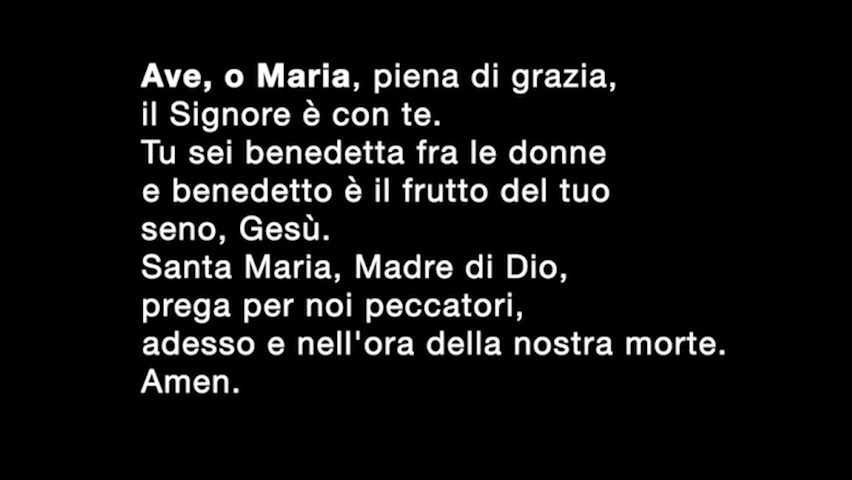 Ave, o Maria, piena di grazia,
il Signore è con te.
Tu sei benedetta fra le donne
e benedetto è il frutto del tuo
seno, Gesù.
Santa Maria, Madre di Dio,
prega per noi peccatori,
adesso e nell'ora della nostra morte.
Amen.